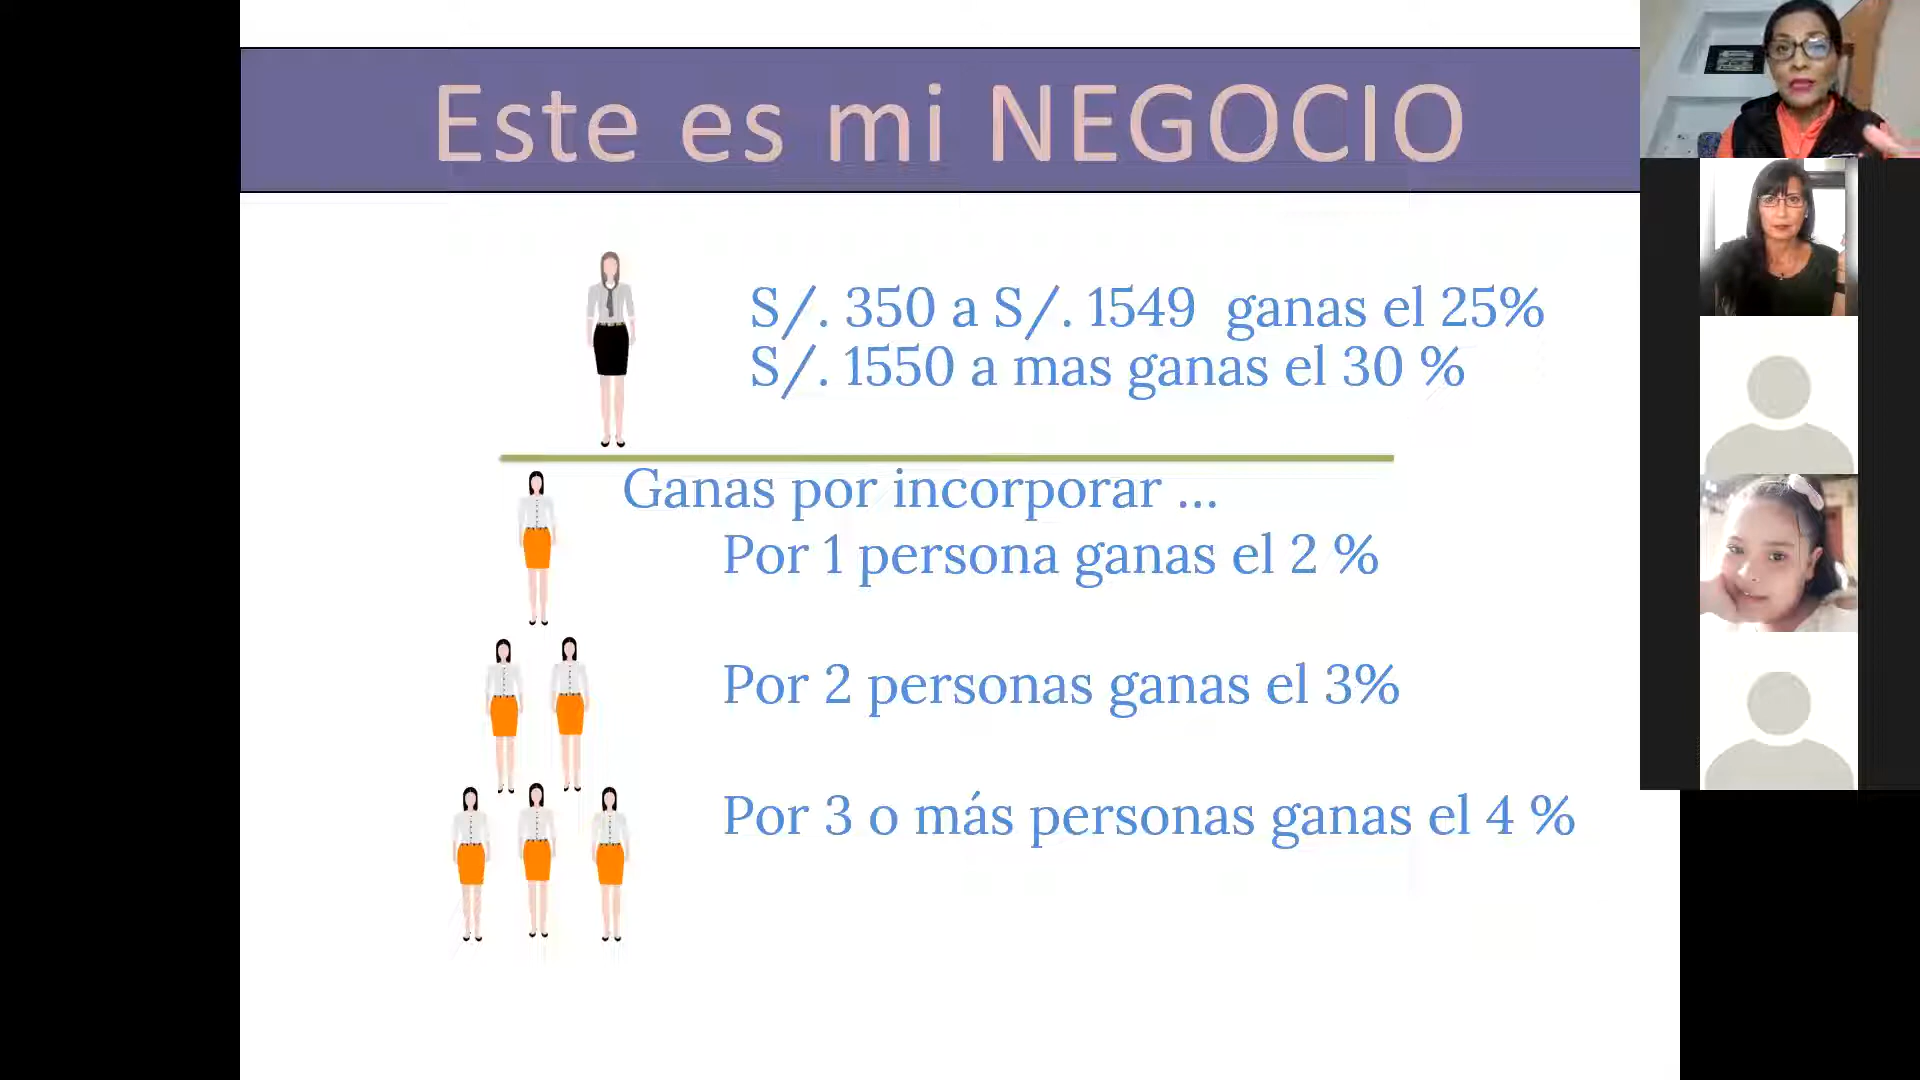 Este es mi NEGOCIO
S/. 350 a S/. 1549 ganas el 25%
S/. 1550 a mas ganas el 30 %
Ganas por incorporar ...
Por 1 persona ganas el 2 %
Por 2 personas ganas el 3%
Por 3 o más personas ganas el 4 %